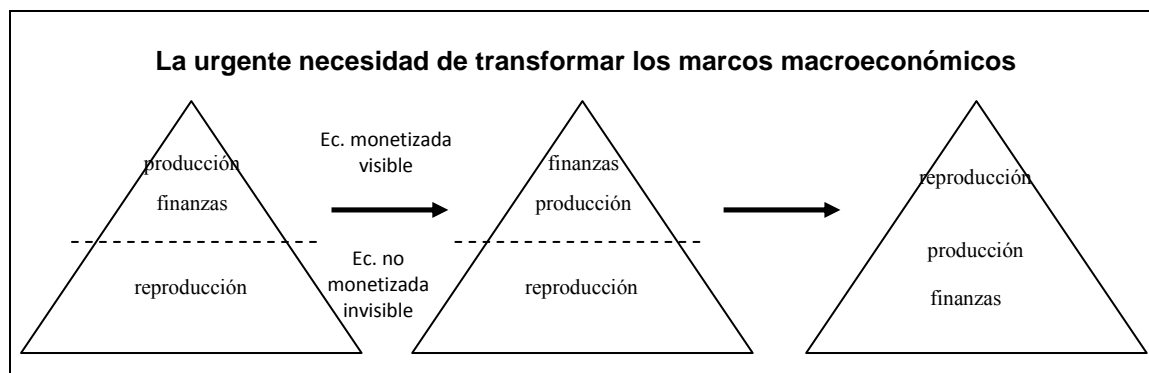 La urgente necesidad de transformar los marcos macroeconómicos
producción
finanzas
reproducción
Ec. monetizada
visible
Ec. no
monetizada
invisible
finanzas
producción
reproducción
reproducción
producción
finanzas